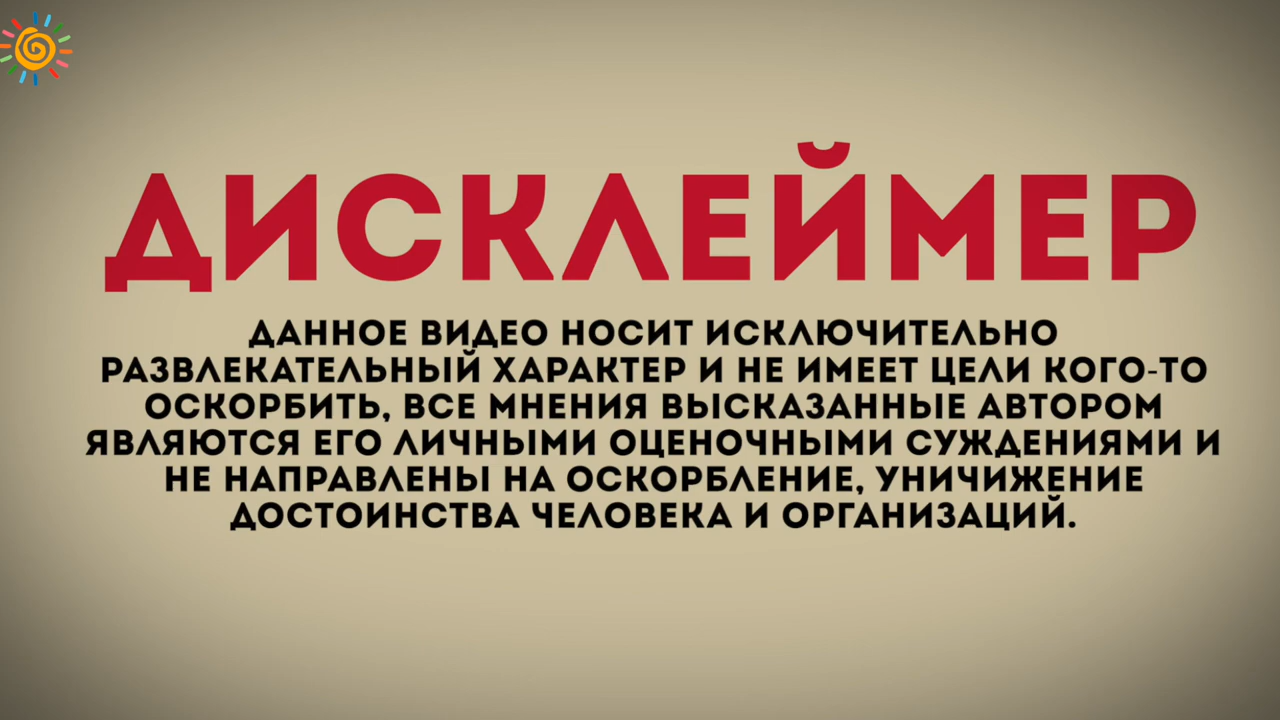 ДИСКЛЕЙМЕР
ДАННОЕ ВИДЕО НОСИТ ИСКЛЮЧИТЕЛЬНО
РАЗВЛЕКАТЕЛЬНЫЙ ХАРАКТЕР И НЕ ИМЕЕТ ЦЕЛИ КОГО-ТО
ОСКОРБИТЬ, ВСЕ МНЕНИЯ ВЫСКАЗАННЫЕ АВТОРОМ
ЯВЛЯЮТСЯ ЕГО ЛИЧНЫМИ ОЦЕНОЧНЫМИ СУЖДЕНИЯМИ И
НЕ НАПРАВЛЕНЫ НА ОСКОРБЛЕНИЕ, УНИЧИЖЕНИЕ
ДОСТОИНСТВА ЧЕЛОВЕКА И ОРГАНИЗАЦИЙ.